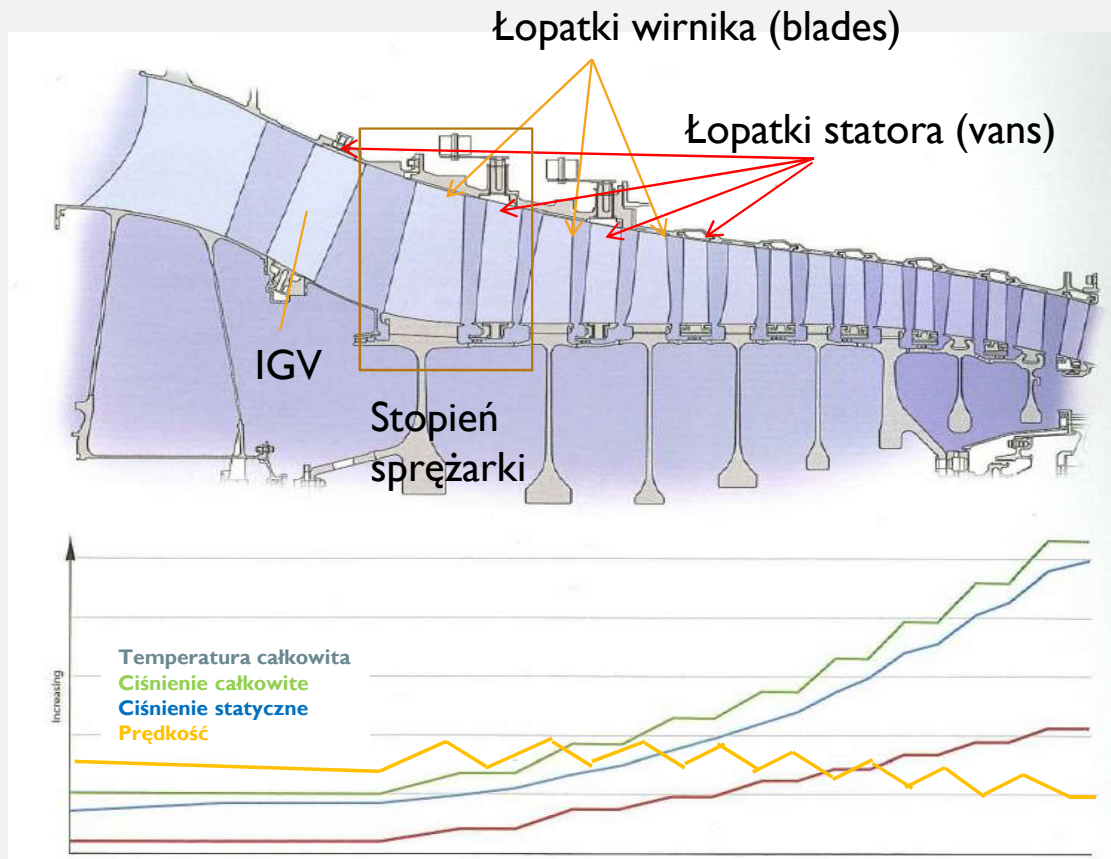 Łopatki wirnika (blades)
Łopatki statora (vans)
IGV
Stopień
sprężarki
Increasing
Temperatura całkowita
Ciśnienie całkowite
Ciśnienie statyczne
Prędkość